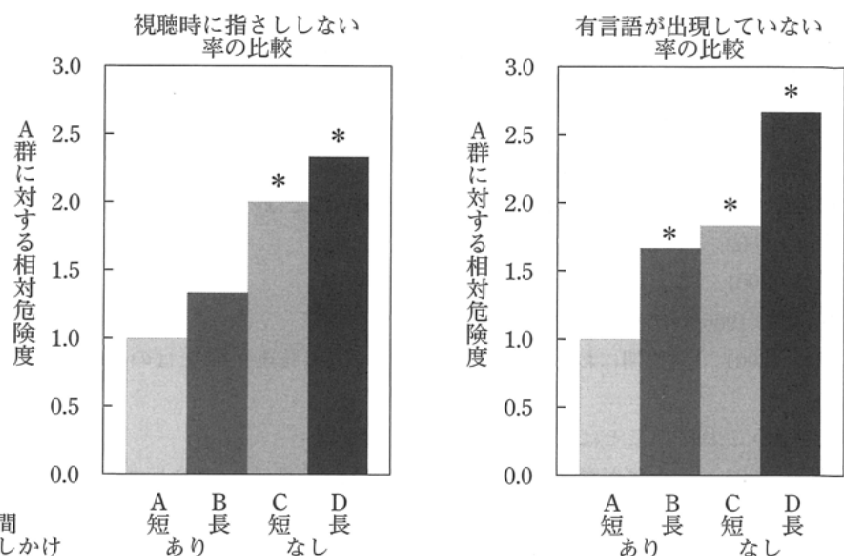 視聴時に指さししない
率の比較
A群に対する相対危険度
3.0
2.5
2.0
1.5
1.0
0.5
0.0
*
*
A B C D
短 長 短 長
間
しかけ あり なし
有言語が出現していない
率の比較
A群に対する相対危険度
3.0
2.5
2.0
1.5
1.0
0.5
0.0
*
*
*
A B C D
短 長 短 長
あり なし